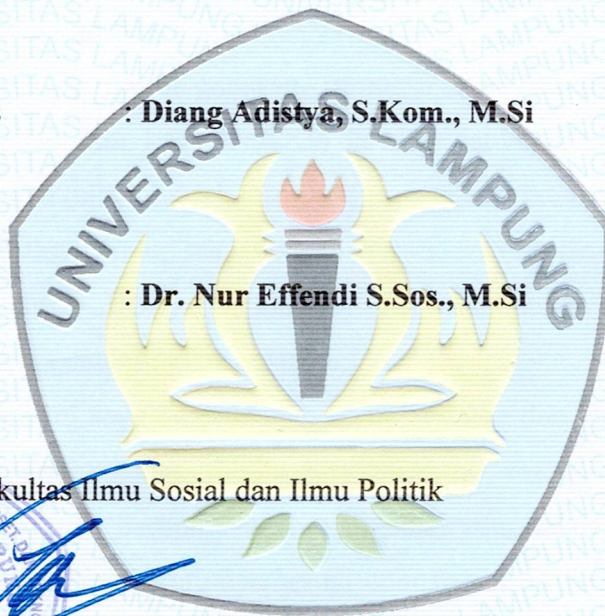 : Diang Adistya, S.Kom., M.Si
UNIVERSITAS LAMPUNG
: Dr. Nur Effendi S.Sos., M.Si
kultas Ilmu Sosial dan Ilmu Politik